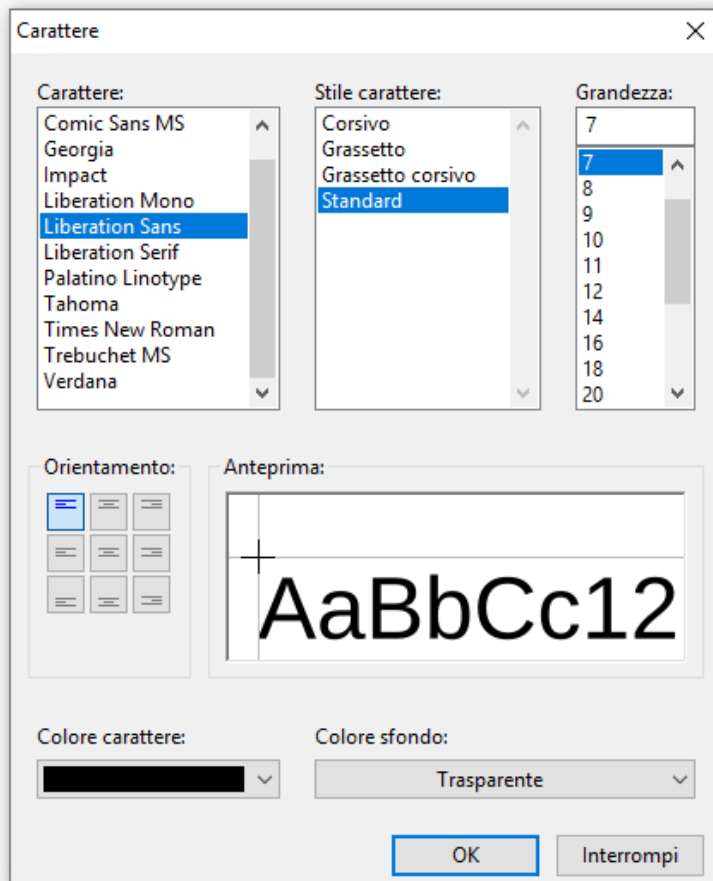 Carattere
Carattere:
Comic Sans MS
Georgia
Impact
Liberation Mono
Liberation Sans
Liberation Serif
Palatino Linotype
Tahoma
Times New Roman
Trebuchet MS
Verdana
Stile carattere:
Corsivo
Grassetto
Grassetto corsivo
Standard
Grandezza:
7
7
8
9
10
11
12
14
16
18
20
Orientamento:
Anteprima:
AaBbCc12
Colore carattere:
Colore sfondo:
Trasparente
OK
Interrompi